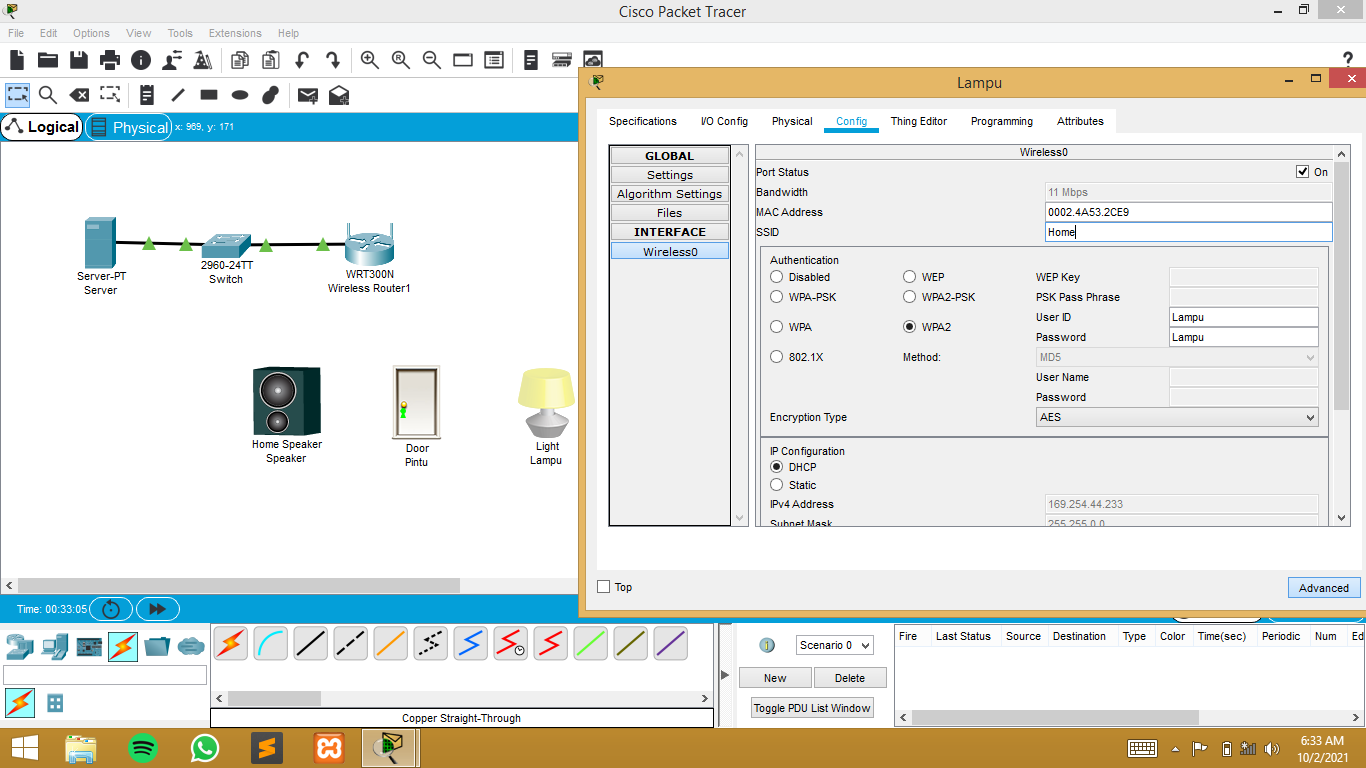 Cisco Packet Tracer
File Edit Options View Tools Extensions Help
Logical Physical x: 969, y: 171
Server-PT
Server
2960-24TT
Switch
WRT300N
Wireless Router1
Home Speaker
Speaker
Door
Pintu
Light
Lampu
Lampu
Specifications I/O Config Physical Config Thing Editor Programming Attributes
GLOBAL
Settings
Algorithm Settings
Files
INTERFACE
Wireless0
Wireless0
Port Status On
Bandwidth 11 Mbps
MAC Address 0002.4A53.2CE9
SSID Home
Authentication
Disabled WEP WEP Key
WPA-PSK WPA2-PSK PSK Pass Phrase
User ID Lampu
WPA WPA2
Password Lampu
802.1X Method: MD5
User Name
Password
Encryption Type AES
IP Configuration
DHCP
Static
IPv4 Address 169.254.44.233
Subnet Mask 255.255.0.0
Top Advanced
Time: 00:33:05
Copper Straight-Through
Scenario 0
New Delete
Toggle PDU List Window
Fire Last Status Source Destination Type Color Time(sec) Periodic Num Edi
6:33 AM
10/2/2021